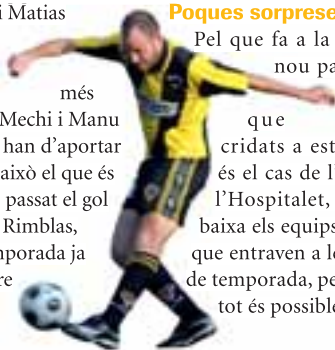 i Matias
més
Mechi i Manu
han d'aportar
això el que és
passat el gol
Rimblas,
mporada ja
re
Poques sorprese
Pel que fa a la
nou pa
que
cridats a est
és el cas de l'
l'Hospitalet,
baixa els equips
que entraven a l
de temporada, pe
tot és possible